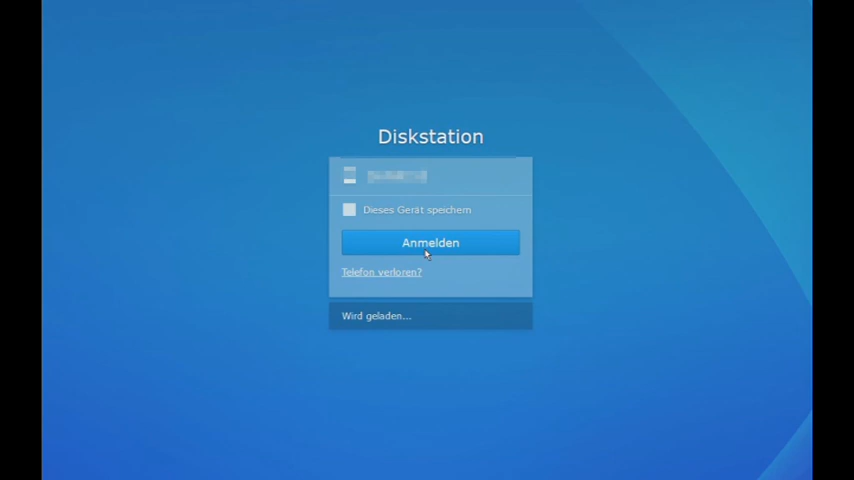 Diskstation
Dieses Gerät speichern
Anmelden
Telefon verloren?
Wird geladen...